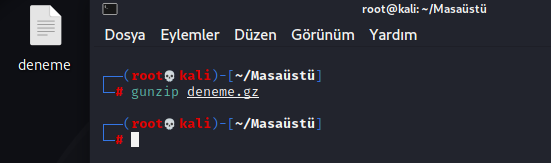 root@kali: ~/Masaüstü
Dosya Eylemler Düzen Görünüm Yardım
deneme
┌──(root💀kali)-[~/Masaüstü]
└─# gunzip deneme.gz
┌──(root💀kali)-[~/Masaüstü]
└─#